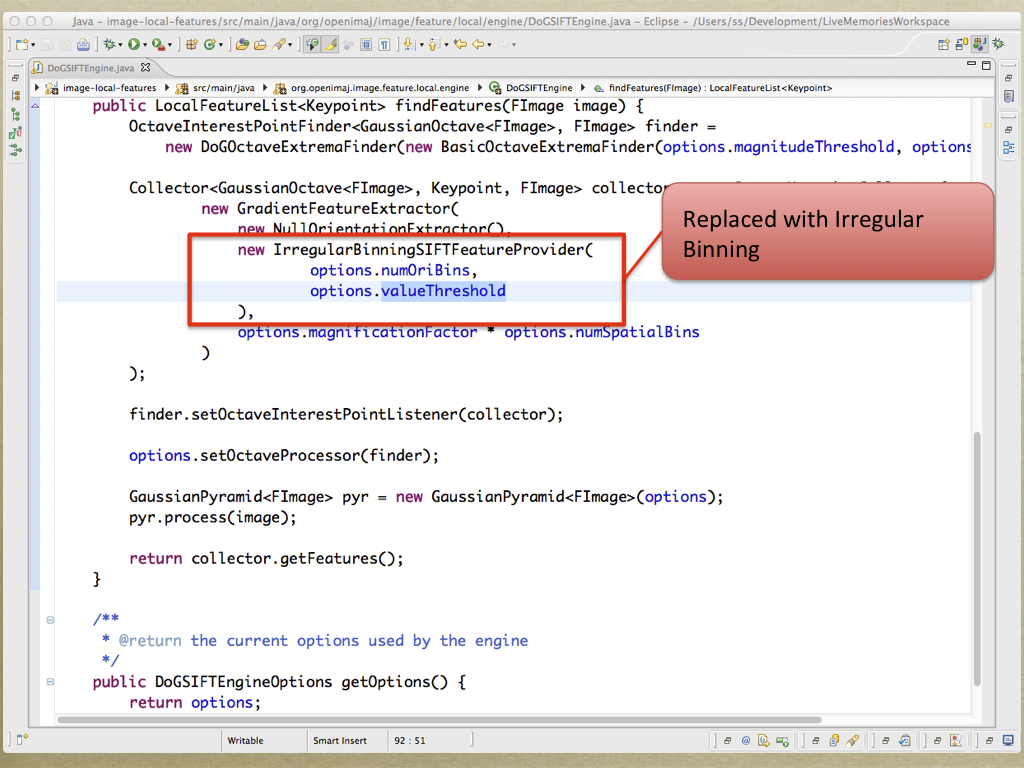 Java – image-local-features/src/main/java/org/openimaj/image/feature/local/engine/DoGSIFTEngine.java – Eclipse – /Users/ss/Development/LiveMemoriesWorkspace
DoGSIFTEngine.java
image-local-features src/main/java org.openimaj.image.feature.local.engine DoGSIFTEngine findFeatures(FImage) : LocalFeatureList<Keypoint>
public LocalFeatureList<Keypoint> findFeatures(FImage image) {
OctaveInterestPointFinder<GaussianOctave<FImage>, FImage> finder =
new DoGOctaveExtremaFinder(new BasicOctaveExtremaFinder(options.magnitudeThreshold, options
Collector<GaussianOctave<FImage>, Keypoint, FImage> collector
new GradientFeatureExtractor(
new NullOrientationExtractor(),
new IrregularBinningSIFTFeatureProvider(
options.numOriBins,
options.valueThreshold
),
options.magnificationFactor * options.numSpatialBins
)
);
Replaced with Irregular
Binning
finder.setOctaveInterestPointListener(collector);
options.setOctaveProcessor(finder);
GaussianPyramid<FImage> pyr = new GaussianPyramid<FImage>(options);
pyr.process(image);
return collector.getFeatures();
}
/**
* @return the current options used by the engine
*/
public DoGSIFTEngineOptions getOptions() {
return options;
Writable Smart Insert 92 : 51